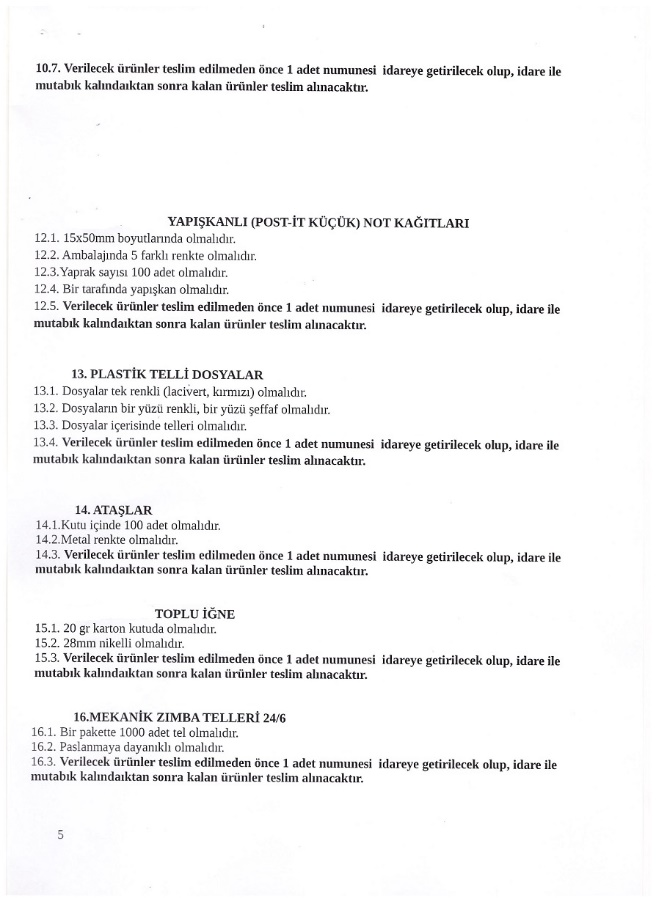 10.7. Verilecek ürünler teslim edilmeden önce 1 adet numunesi idareye getirilecek olup, idare ile
mutabık kalındaıktan sonra kalan ürünler teslim alınacaktır.
YAPIŞKANLI (POST-İT KÜÇÜK) NOT KAĞITLARI
12.1. 15x50mm boyutlarında olmalıdır.
12.2. Ambalajında 5 farklı renkte olmalıdır.
12.3.Yaprak sayısı 100 adet olmalıdır.
12.4. Bir tarafında yapışkan olmalıdır.
12.5. Verilecek ürünler teslim edilmeden önce 1 adet numunesi idareye getirilecek olup, idare ile
mutabık kalındaıktan sonra kalan ürünler teslim alınacaktır.
13. PLASTİK TELLİ DOSYALAR
13.1. Dosyalar tek renkli (lacivert, kırmızı) olmalıdır.
13.2. Dosyaların bir yüzü renkli, bir yüzü şeffaf olmalıdır.
13.3. Dosyalar içerisinde telleri olmalıdır.
13.4. Verilecek ürünler teslim edilmeden önce 1 adet numunesi idareye getirilecek olup, idare ile
mutabık kalındaıktan sonra kalan ürünler teslim alınacaktır.
14. ATAŞLAR
14.1.Kutu içinde 100 adet olmalıdır.
14.2.Metal renkte olmalıdır.
14.3. Verilecek ürünler teslim edilmeden önce 1 adet numunesi idareye getirilecek olup, idare ile
mutabık kalındaıktan sonra kalan ürünler teslim alınacaktır.
TOPLU İĞNE
15.1. 20 gr karton kutuda olmalıdır.
15.2. 28mm nikelli olmalıdır.
15.3. Verilecek ürünler teslim edilmeden önce 1 adet numunesi idareye getirilecek olup, idare ile
mutabık kalındaıktan sonra kalan ürünler teslim alınacaktır.
16.MEKANİK ZIMBA TELLERİ 24/6
16.1. Bir pakette 1000 adet tel olmalıdır.
16.2. Paslanmaya dayanıklı olmalıdır.
16.3. Verilecek ürünler teslim edilmeden önce 1 adet numunesi idareye getirilecek olup, idare ile
mutabık kalındaıktan sonra kalan ürünler teslim alınacaktır.
5